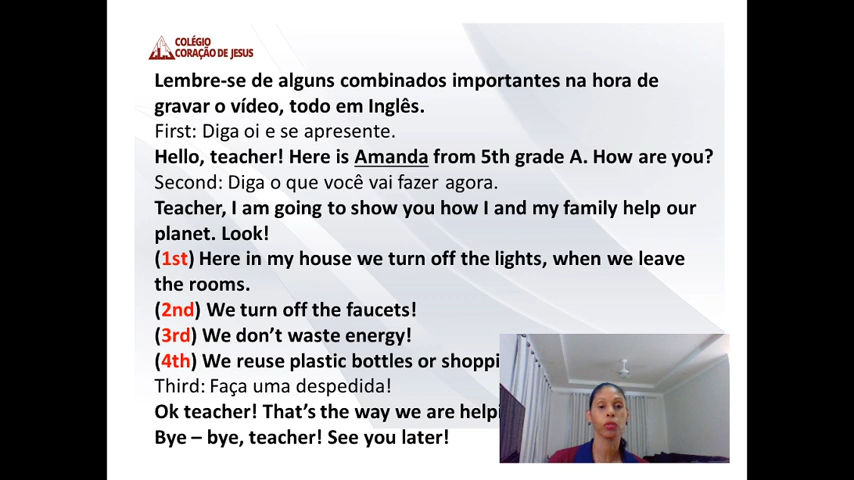 COLÉGIO
CORAÇÃO DE JESUS
Lembre-se de alguns combinados importantes na hora de
gravar o vídeo, todo em Inglês.
First: Diga oi e se apresente.
Hello, teacher! Here is Amanda from 5th grade A. How are you?
Second: Diga o que você vai fazer agora.
Teacher, I am going to show you how I and my family help our
planet. Look!
(1st) Here in my house we turn off the lights, when we leave
the rooms.
(2nd) We turn off the faucets!
(3rd) We don’t waste energy!
(4th) We reuse plastic bottles or shoppi
Third: Faça uma despedida!
Ok teacher! That’s the way we are helpi
Bye – bye, teacher! See you later!